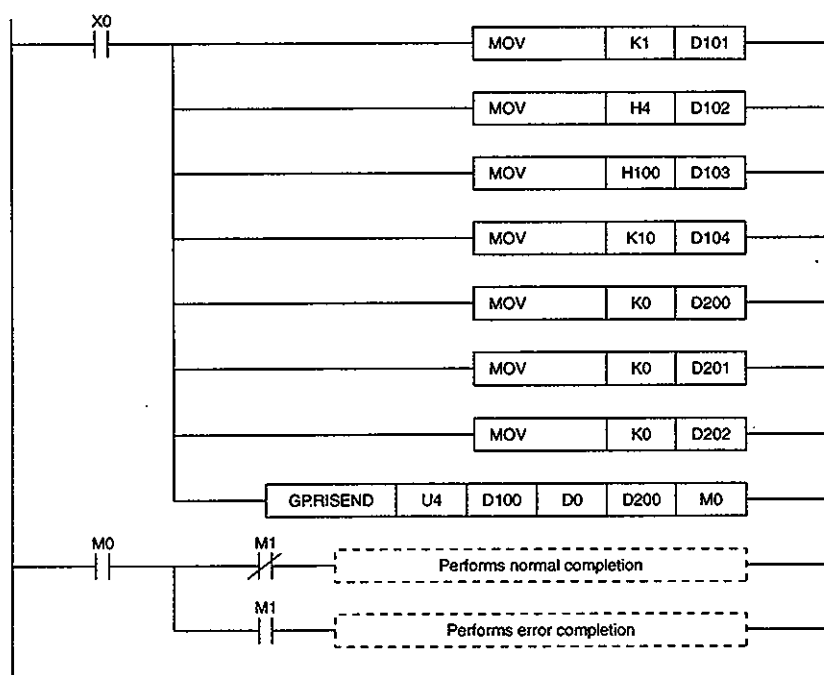 X0
MOV K1 D101
MOV H4 D102
MOV H100 D103
MOV K10 D104
MOV K0 D200
MOV K0 D201
MOV K0 D202
GP.RISEND U4 D100 D0 D200 M0
M0 M1 Performs normal completion
M1 Performs error completion